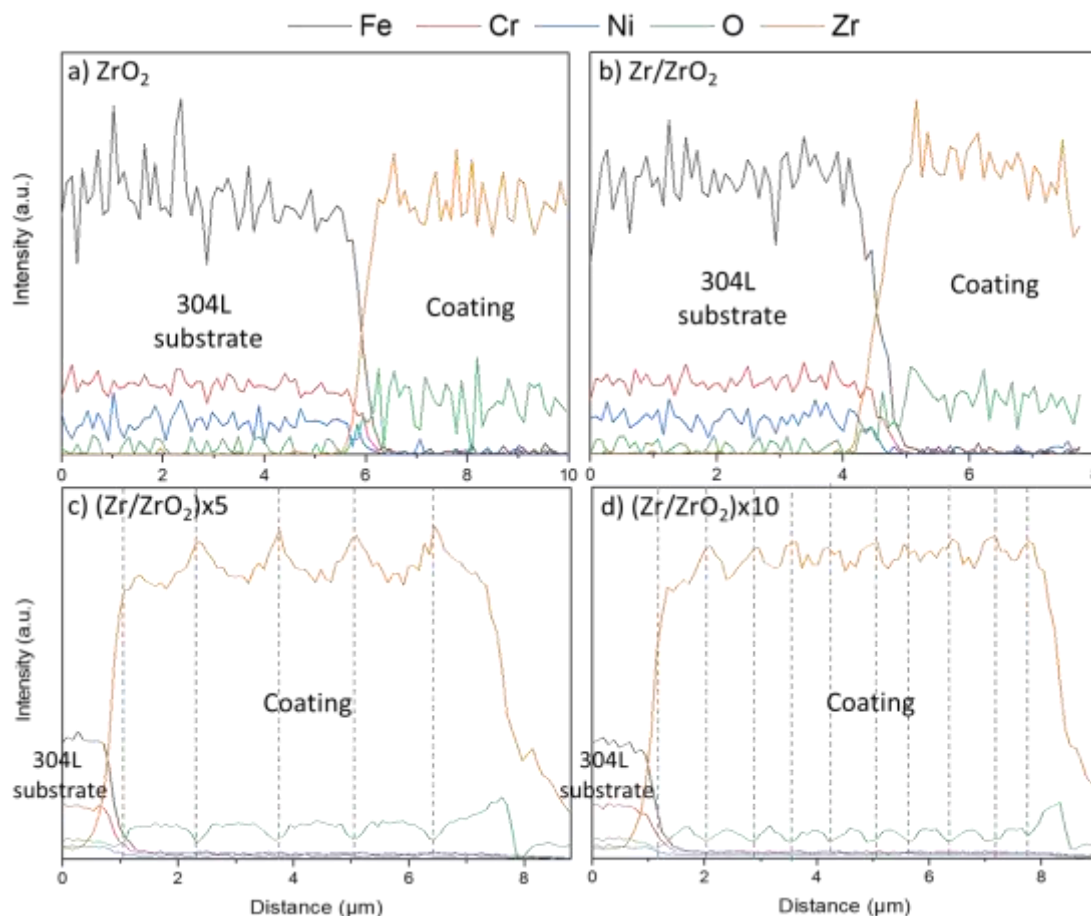 Fe Cr Ni O Zr
a) ZrO₂
304L
substrate
Coating
Intensity (a.u.)
0 2 4 6 8 10
b) Zr/ZrO₂
304L
substrate
Coating
0 2 4 6 8
c) (Zr/ZrO₂)x5
Coating
304L
substrate
Intensity (a.u.)
0 2 4 6 8
Distance (µm)
d) (Zr/ZrO₂)x10
Coating
304L
substrate
0 2 4 6 8
Distance (µm)